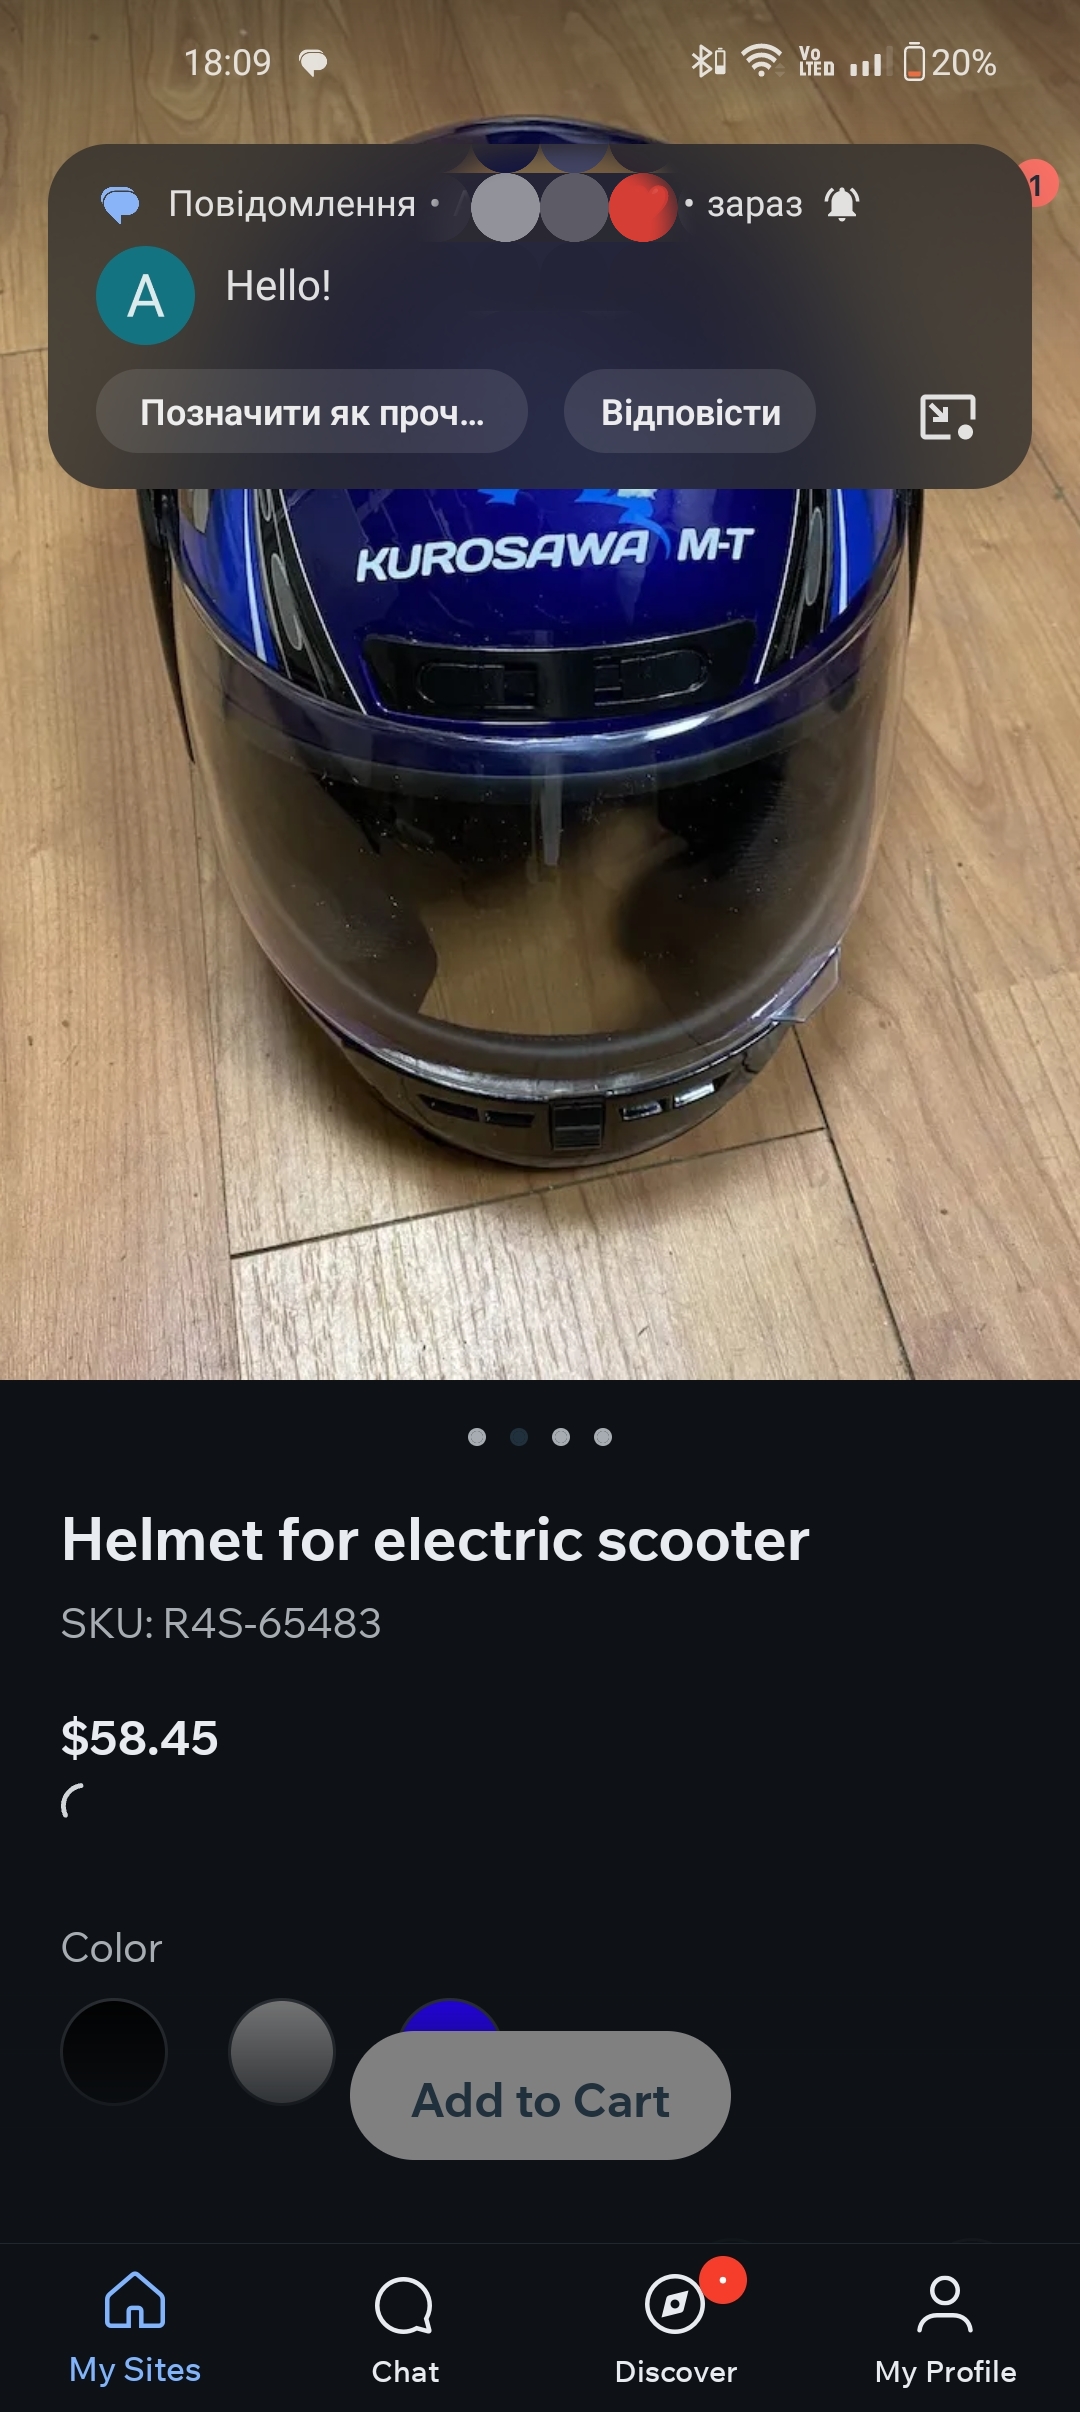 18:09 Vo LTED 20%
1
Повідомлення • • зараз
A
Hello!
Позначити як проч...
Відповісти
KUROSAWA M-T
Helmet for electric scooter
SKU: R4S-65483
$58.45
Color
Add to Cart
My Sites
Chat
Discover
My Profile